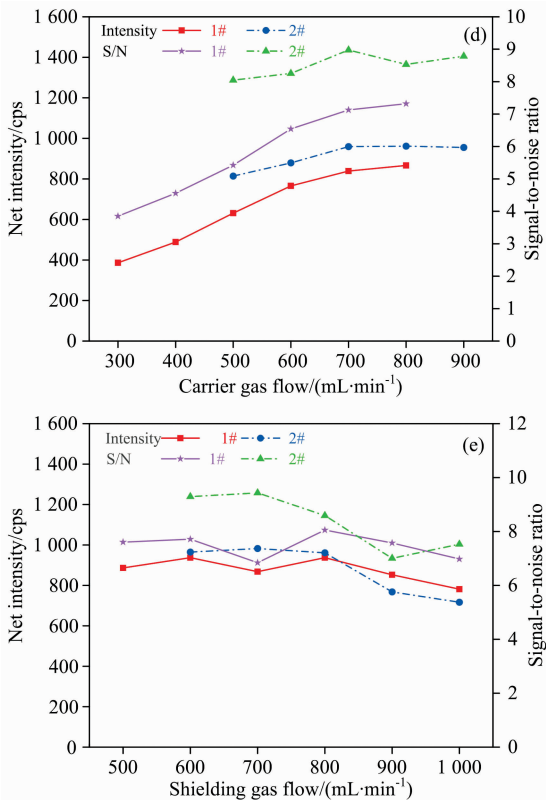 1 600
1 400
1 200
1 000
800
600
400
200
0
Net intensity/cps
Intensity 1# 2#
S/N 1# 2#
(d)
10
9
8
7
6
5
4
3
2
1
0
Signal-to-noise ratio
300 400 500 600 700 800 900
Carrier gas flow/(mL·min⁻¹)
1 600
1 400
1 200
1 000
800
600
400
200
0
Net intensity/cps
Intensity 1# 2#
S/N 1# 2#
(e)
12
10
8
6
4
2
0
Signal-to-noise ratio
500 600 700 800 900 1 000
Shielding gas flow/(mL·min⁻¹)